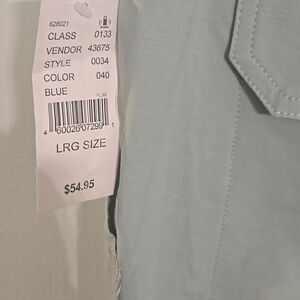 628021
CLASS 0133
VENDOR 43675
STYLE 0034
COLOR 040
BLUE
4 60026 07299 1
LRG SIZE
$54.95